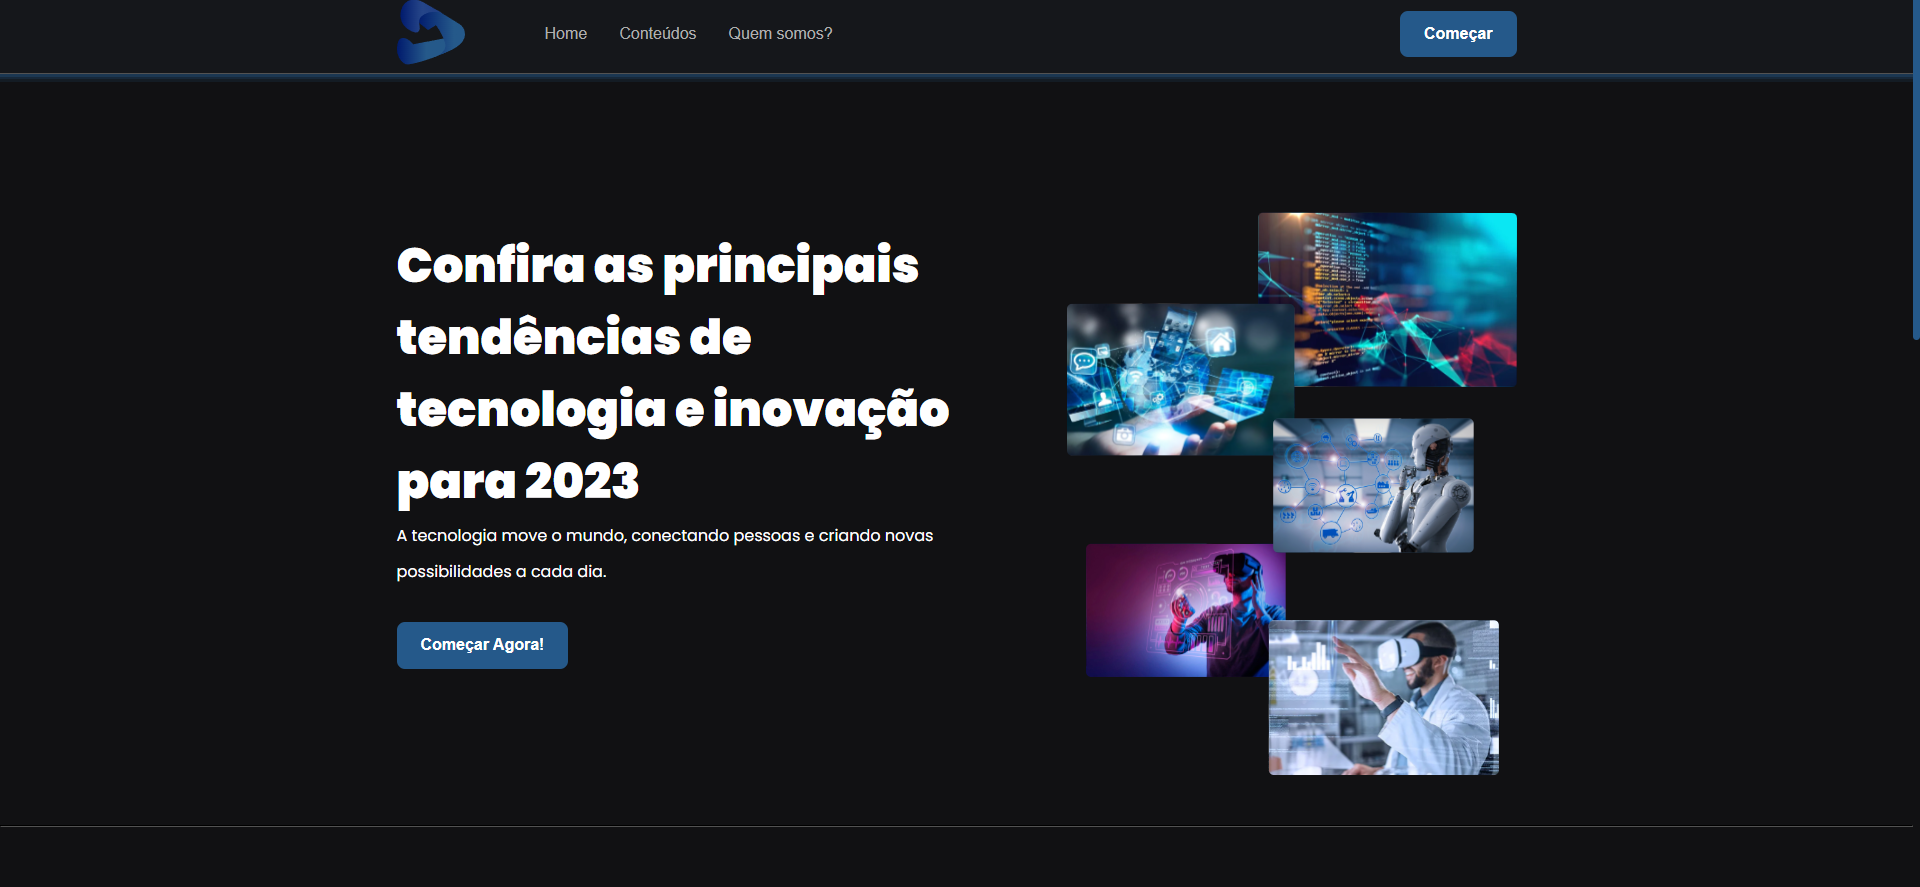 Home
Conteúdos
Quem somos?
Começar
Confira as principais
tendências de
tecnologia e inovação
para 2023
A tecnologia move o mundo, conectando pessoas e criando novas
possibilidades a cada dia.
Começar Agora!